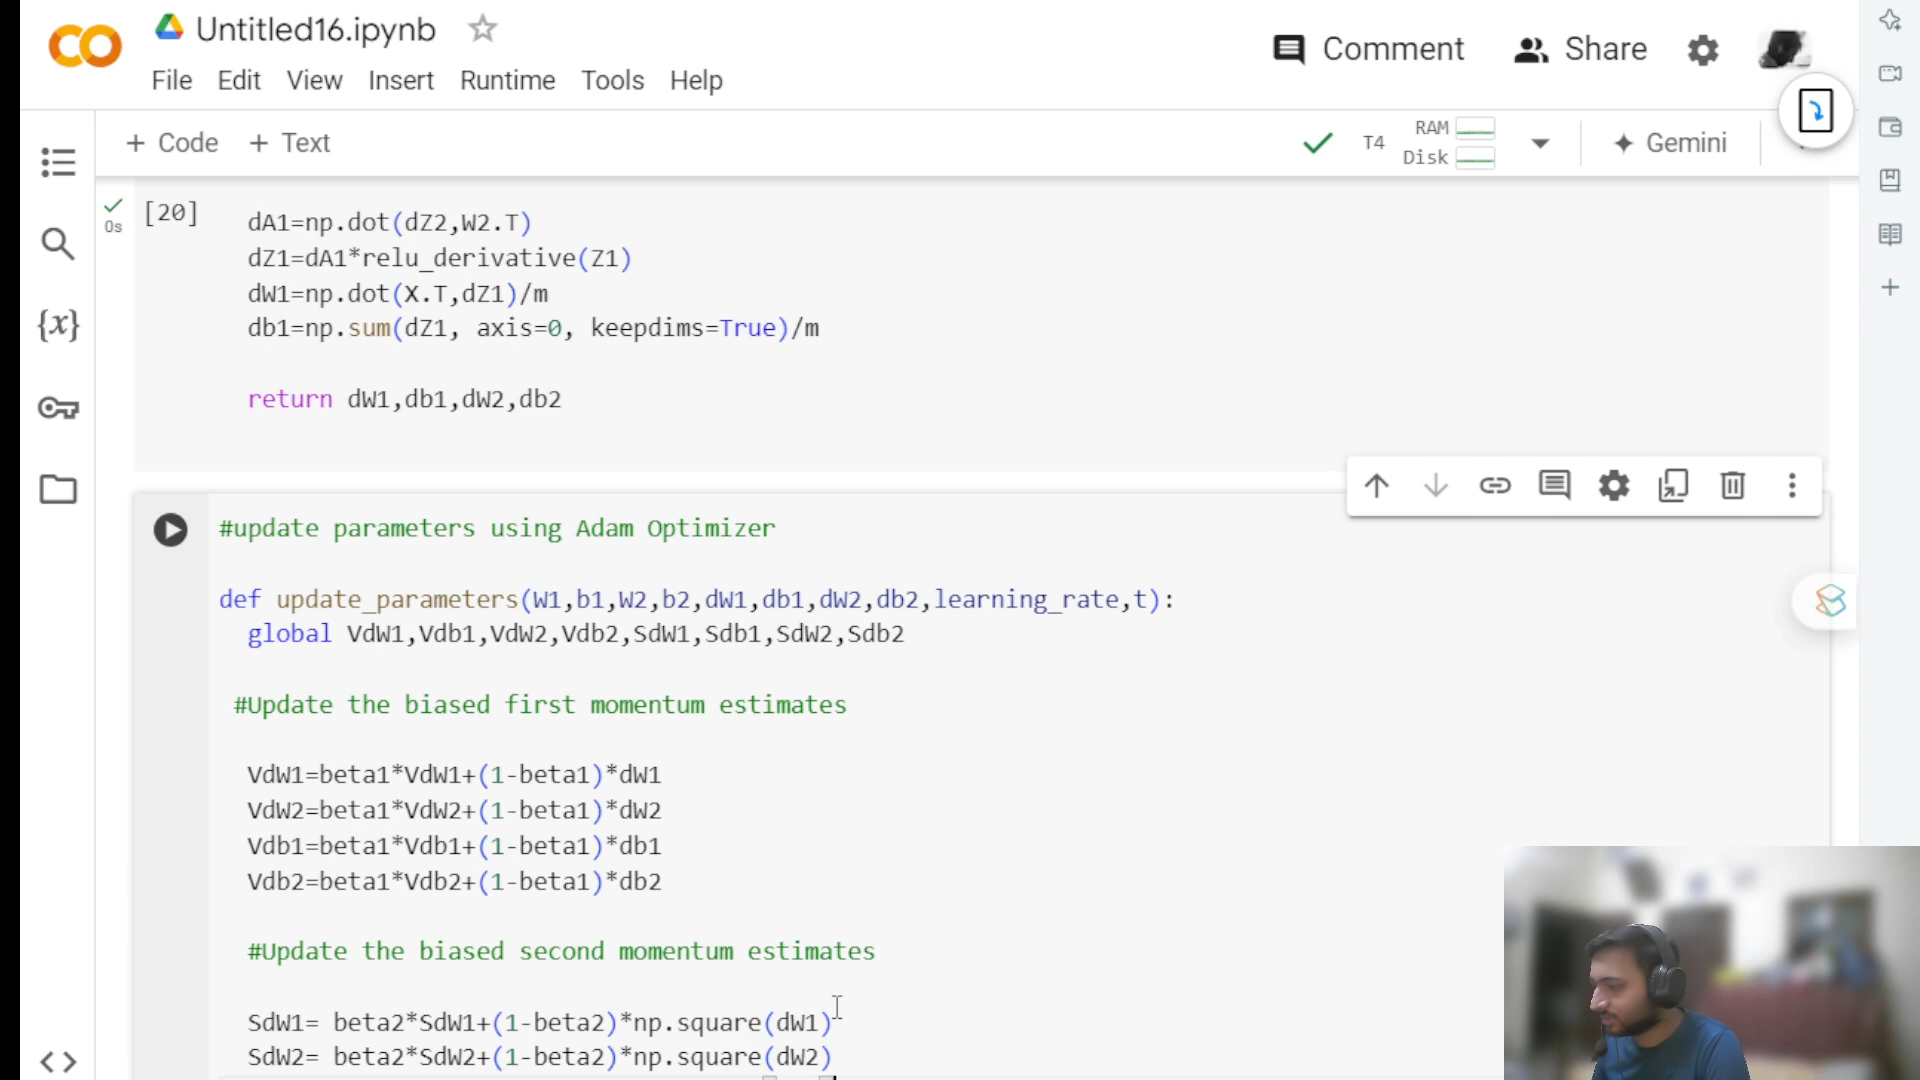 Untitled16.ipynb
Comment
Share
File Edit View Insert Runtime Tools Help
+ Code + Text
T4
RAM
Disk
Gemini
0s
[20]
dA1=np.dot(dZ2,W2.T)
dZ1=dA1*relu_derivative(Z1)
dW1=np.dot(X.T,dZ1)/m
db1=np.sum(dZ1, axis=0, keepdims=True)/m
return dW1,db1,dW2,db2
{x}
#update parameters using Adam Optimizer
def update_parameters(W1,b1,W2,b2,dW1,db1,dW2,db2,learning_rate,t):
global VdW1,Vdb1,VdW2,Vdb2,SdW1,Sdb1,SdW2,Sdb2
#Update the biased first momentum estimates
VdW1=beta1*VdW1+(1-beta1)*dW1
VdW2=beta1*VdW2+(1-beta1)*dW2
Vdb1=beta1*Vdb1+(1-beta1)*db1
Vdb2=beta1*Vdb2+(1-beta1)*db2
#Update the biased second momentum estimates
SdW1= beta2*SdW1+(1-beta2)*np.square(dW1)
SdW2= beta2*SdW2+(1-beta2)*np.square(dW2)